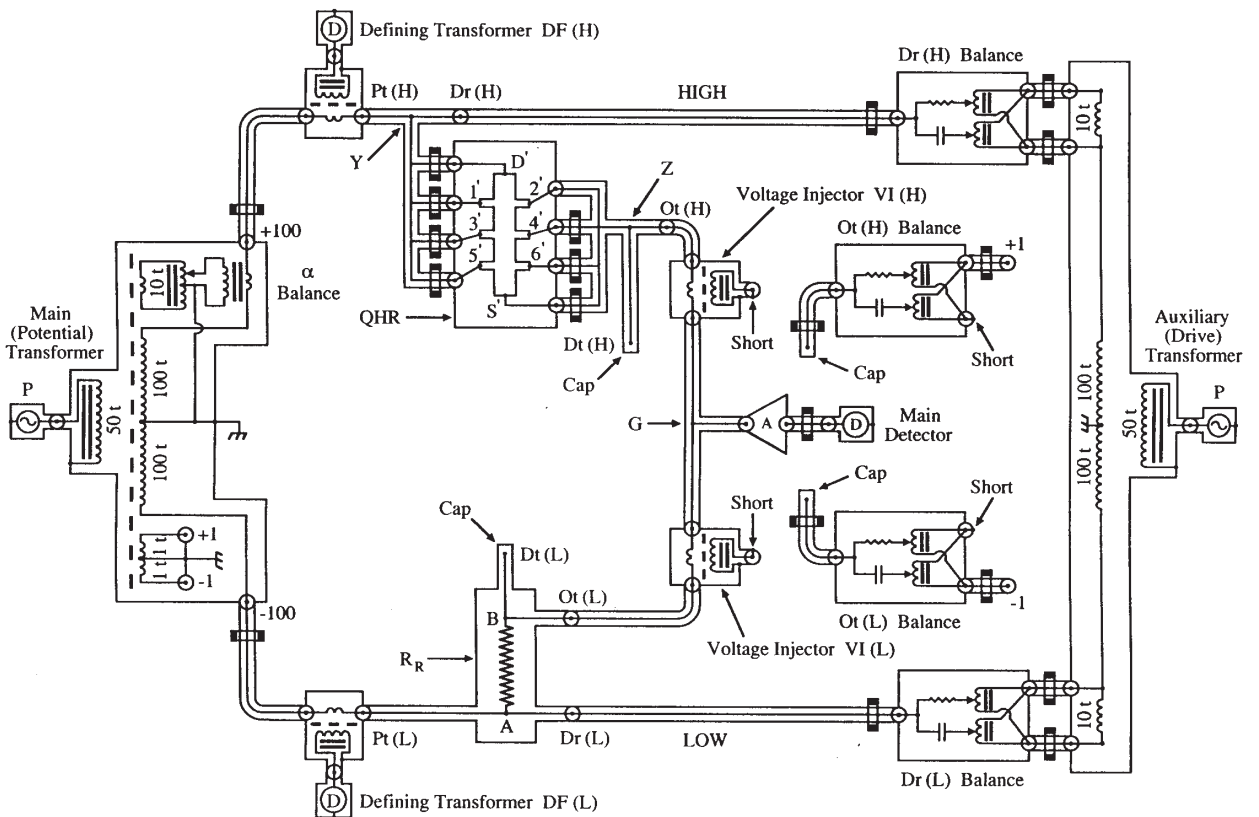 Defining Transformer DF (H)
D
Dr (H) Balance
Pt (H)
Dr (H)
HIGH
10 t
Y
D'
Z
1'
2'
Voltage Injector VI (H)
3'
4'
Ot (H)
Ot (H) Balance
5'
6'
+1
+100
10 t
α
Balance
QHR
S'
Dt (H)
Short
Short
Cap
Cap
Main
(Potential)
Transformer
Auxiliary
(Drive)
Transformer
P
50 t
100 t
100 t
G
A
D
Main
Detector
100 t
100 t
50 t
P
Cap
Short
Cap
Short
+1
1 t
1 t
-1
Dt (L)
Ot (L)
-1
-100
B
Ot (L) Balance
R_R
Voltage Injector VI (L)
A
Pt (L)
Dr (L)
LOW
10 t
Dr (L) Balance
D
Defining Transformer DF (L)